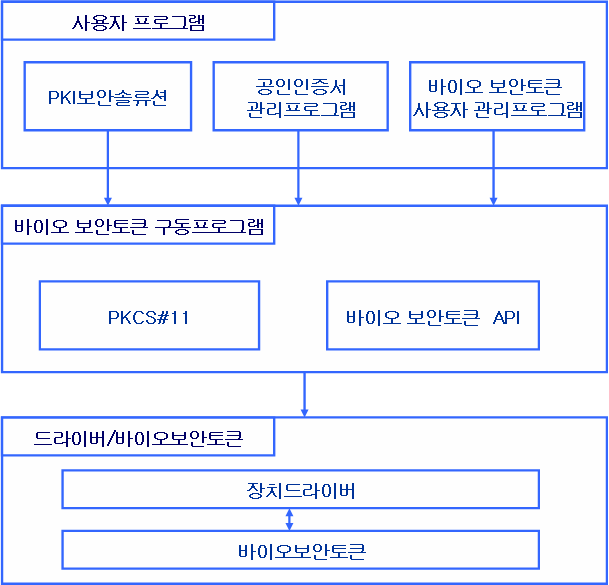 사용자 프로그램
PKI보안솔류션
공인인증서
관리프로그램
바이오 보안토큰
사용자 관리프로그램
바이오 보안토큰 구동프로그램
PKCS#11
바이오 보안토큰 API
드라이버/바이오보안토큰
장치드라이버
바이오보안토큰